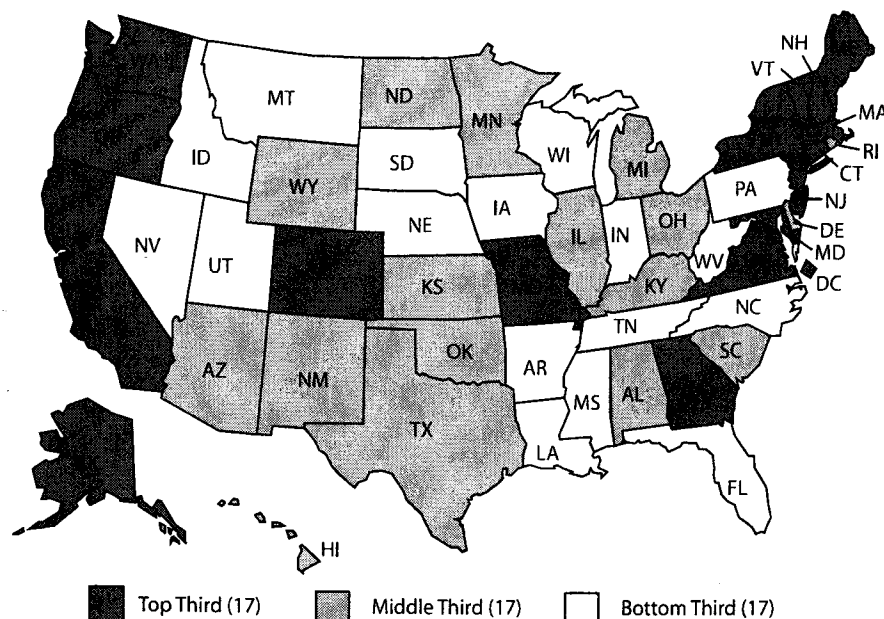 NH
VT
WA
ME
MT
ND
MN
MA
ID
SD
WI
RI
WY
MI
CT
PA
NJ
NE
IA
DE
NV
IL
IN
OH
MD
UT
WV
DC
KS
KY
NC
TN
AZ
NM
OK
AR
SC
MS
AL
TX
LA
FL
HI
Top Third (17)
Middle Third (17)
Bottom Third (17)